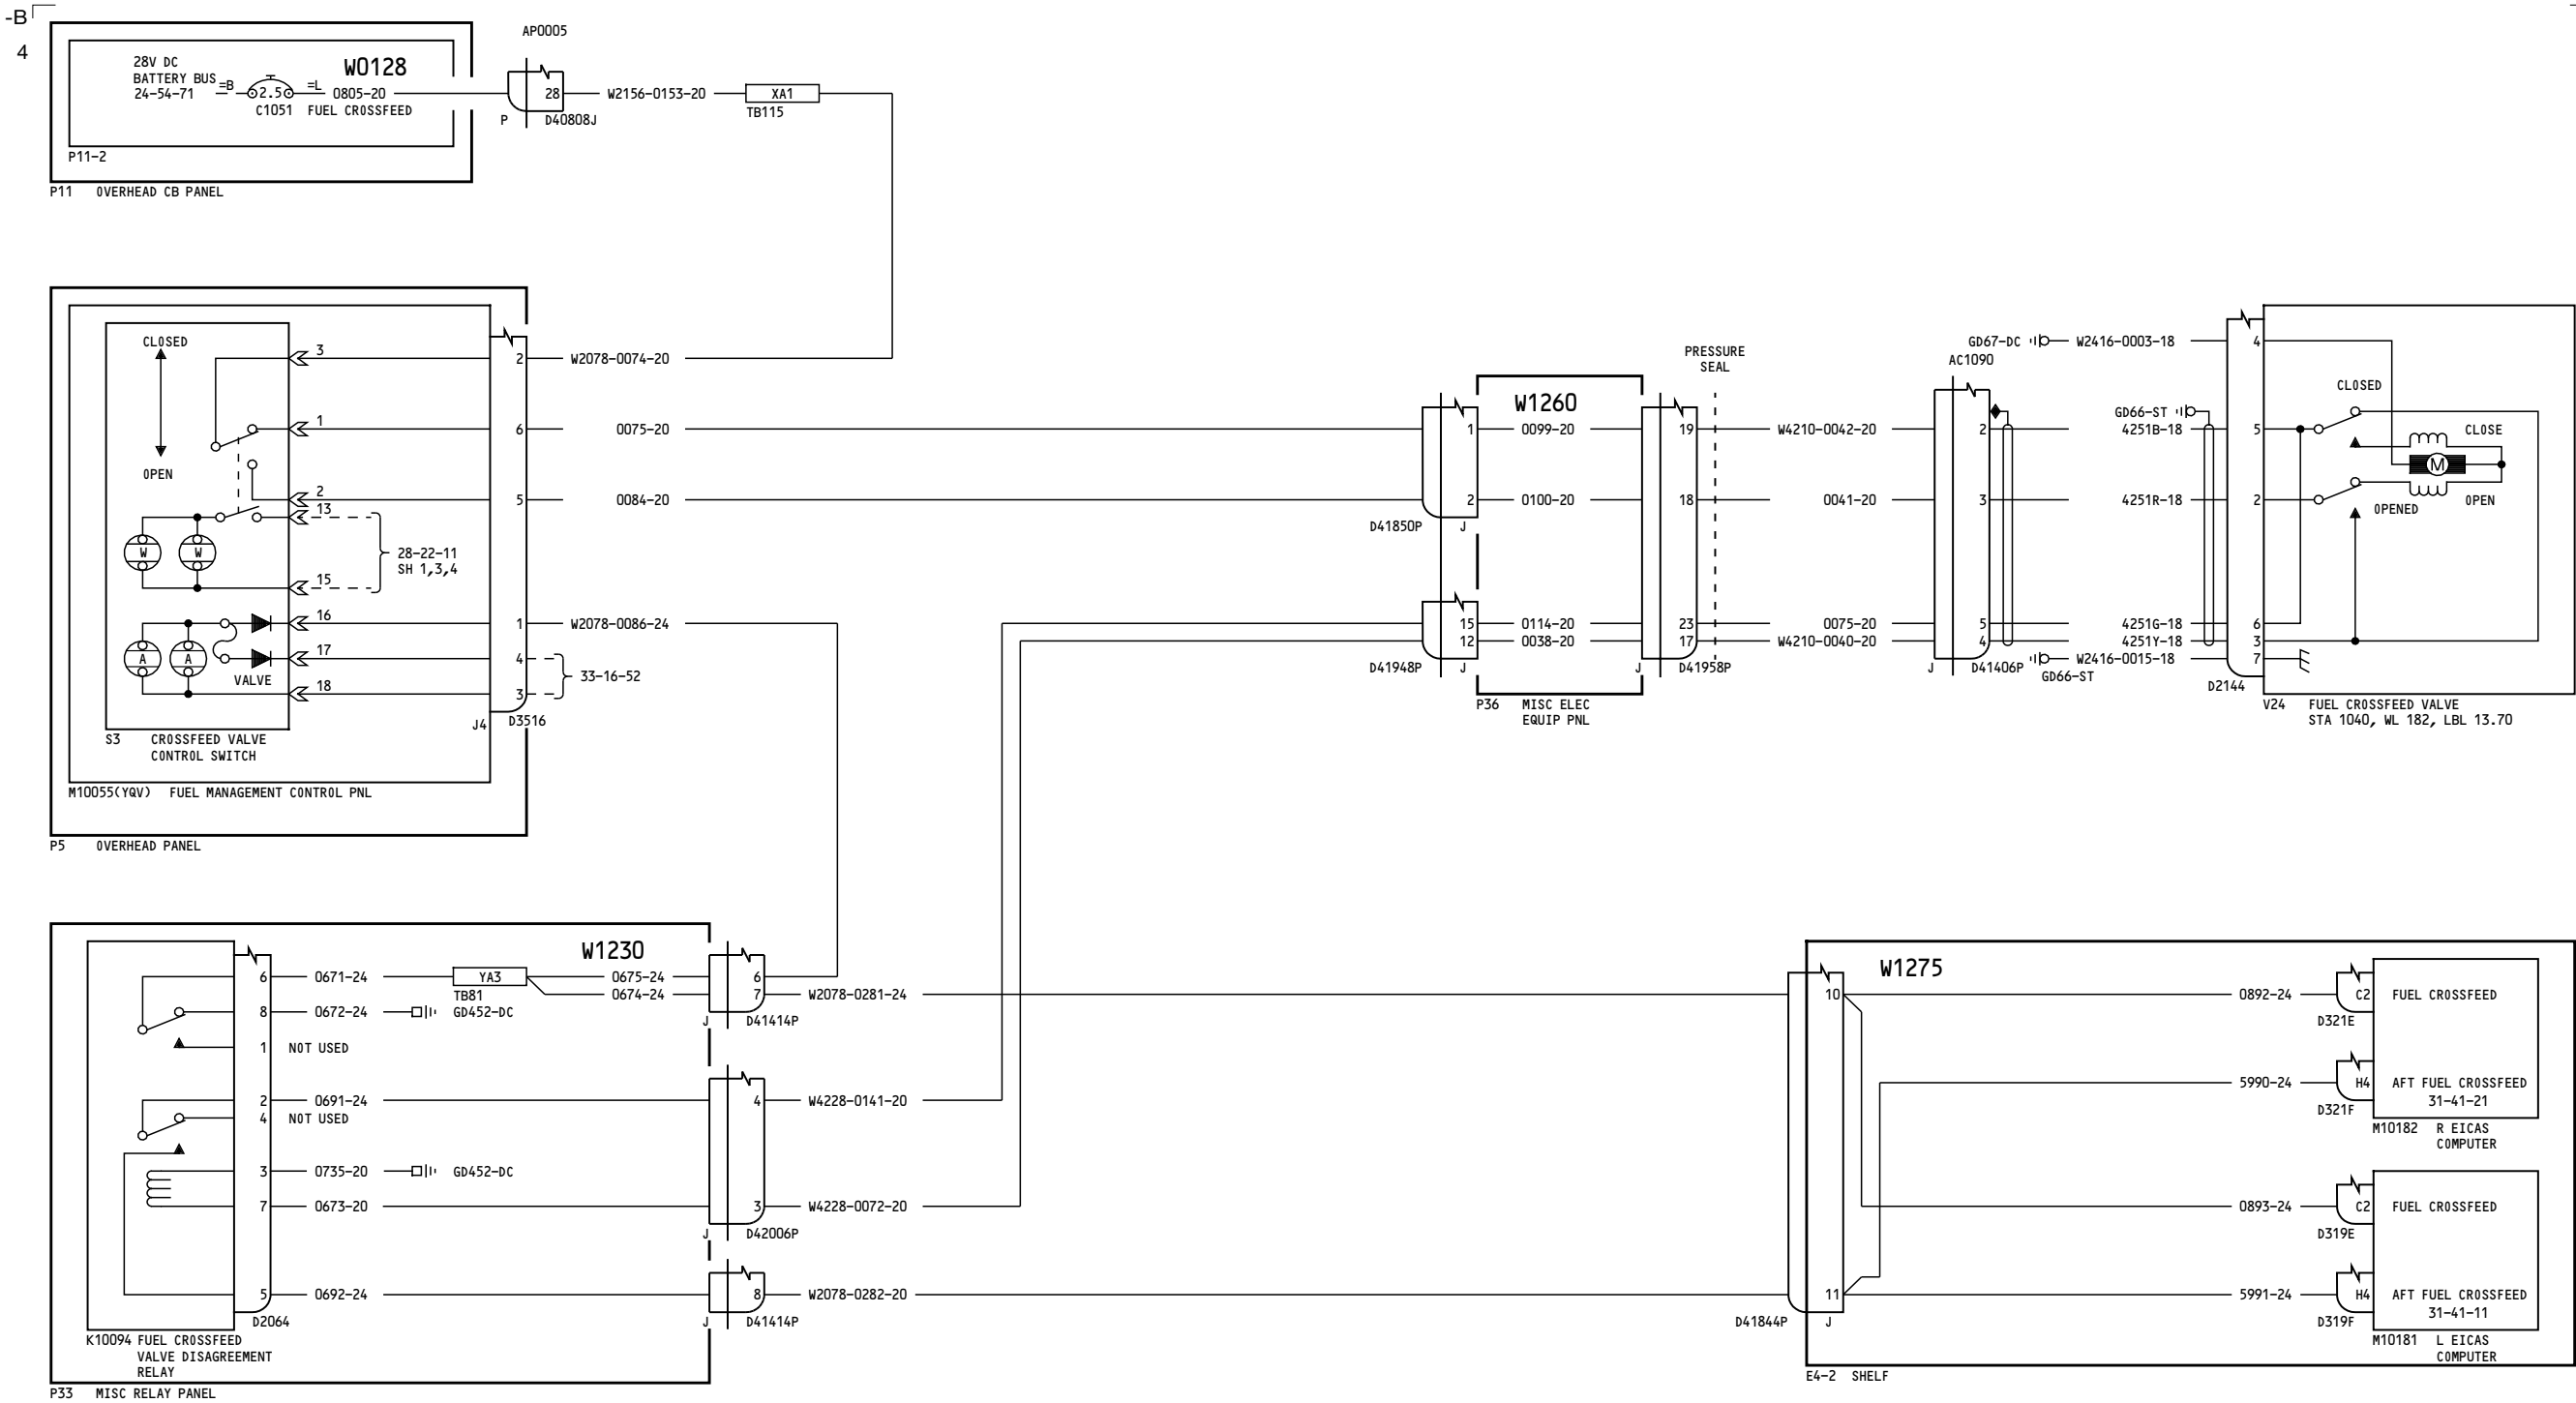 -B
4
AP0005
28V DC
BATTERY BUS
24-54-71
=B
2.5
=L
W0128
0805-20
C1051
FUEL CROSSFEED
P11-2
P11 OVERHEAD CB PANEL
28
P
D40808J
W2156-0153-20
XA1
TB115
CLOSED
OPEN
3
1
2
13
15
16
17
18
W
W
A
A
VALVE
28-22-11
SH 1,3,4
2
6
5
1
4
3
W2078-0074-20
0075-20
0084-20
W2078-0086-24
33-16-52
J4
D3516
S3 CROSSFEED VALVE
CONTROL SWITCH
M10055(YQV) FUEL MANAGEMENT CONTROL PNL
P5 OVERHEAD PANEL
1
2
D41850P
J
15
12
D41948P
J
W1260
0099-20
0100-20
0114-20
0038-20
P36 MISC ELEC
EQUIP PNL
19
18
23
17
J
D41958P
PRESSURE
SEAL
W4210-0042-20
0041-20
0075-20
W4210-0040-20
AC1090
2
3
5
4
J
D41406P
GD67-DC
W2416-0003-18
GD66-ST
4251B-18
4251R-18
4251G-18
4251Y-18
W2416-0015-18
GD66-ST
4
5
2
6
3
7
D2144
CLOSED
CLOSE
M
OPENED
OPEN
V24 FUEL CROSSFEED VALVE
STA 1040, WL 182, LBL 13.70
W1230
6
8
1
2
4
3
7
5
D2064
0671-24
YA3
TB81
0675-24
0674-24
0672-24
GD452-DC
NOT USED
0691-24
NOT USED
0735-20
GD452-DC
0673-20
0692-24
6
7
J
D41414P
4
3
J
D42006P
8
J
D41414P
W2078-0281-24
W4228-0141-20
W4228-0072-20
W2078-0282-20
K10094 FUEL CROSSFEED
VALVE DISAGREEMENT
RELAY
P33 MISC RELAY PANEL
W1275
10
11
D41844P
J
0892-24
C2
FUEL CROSSFEED
D321E
5990-24
H4
AFT FUEL CROSSFEED
31-41-21
D321F
M10182 R EICAS
COMPUTER
0893-24
C2
FUEL CROSSFEED
D319E
5991-24
H4
AFT FUEL CROSSFEED
31-41-11
D319F
M10181 L EICAS
COMPUTER
E4-2 SHELF